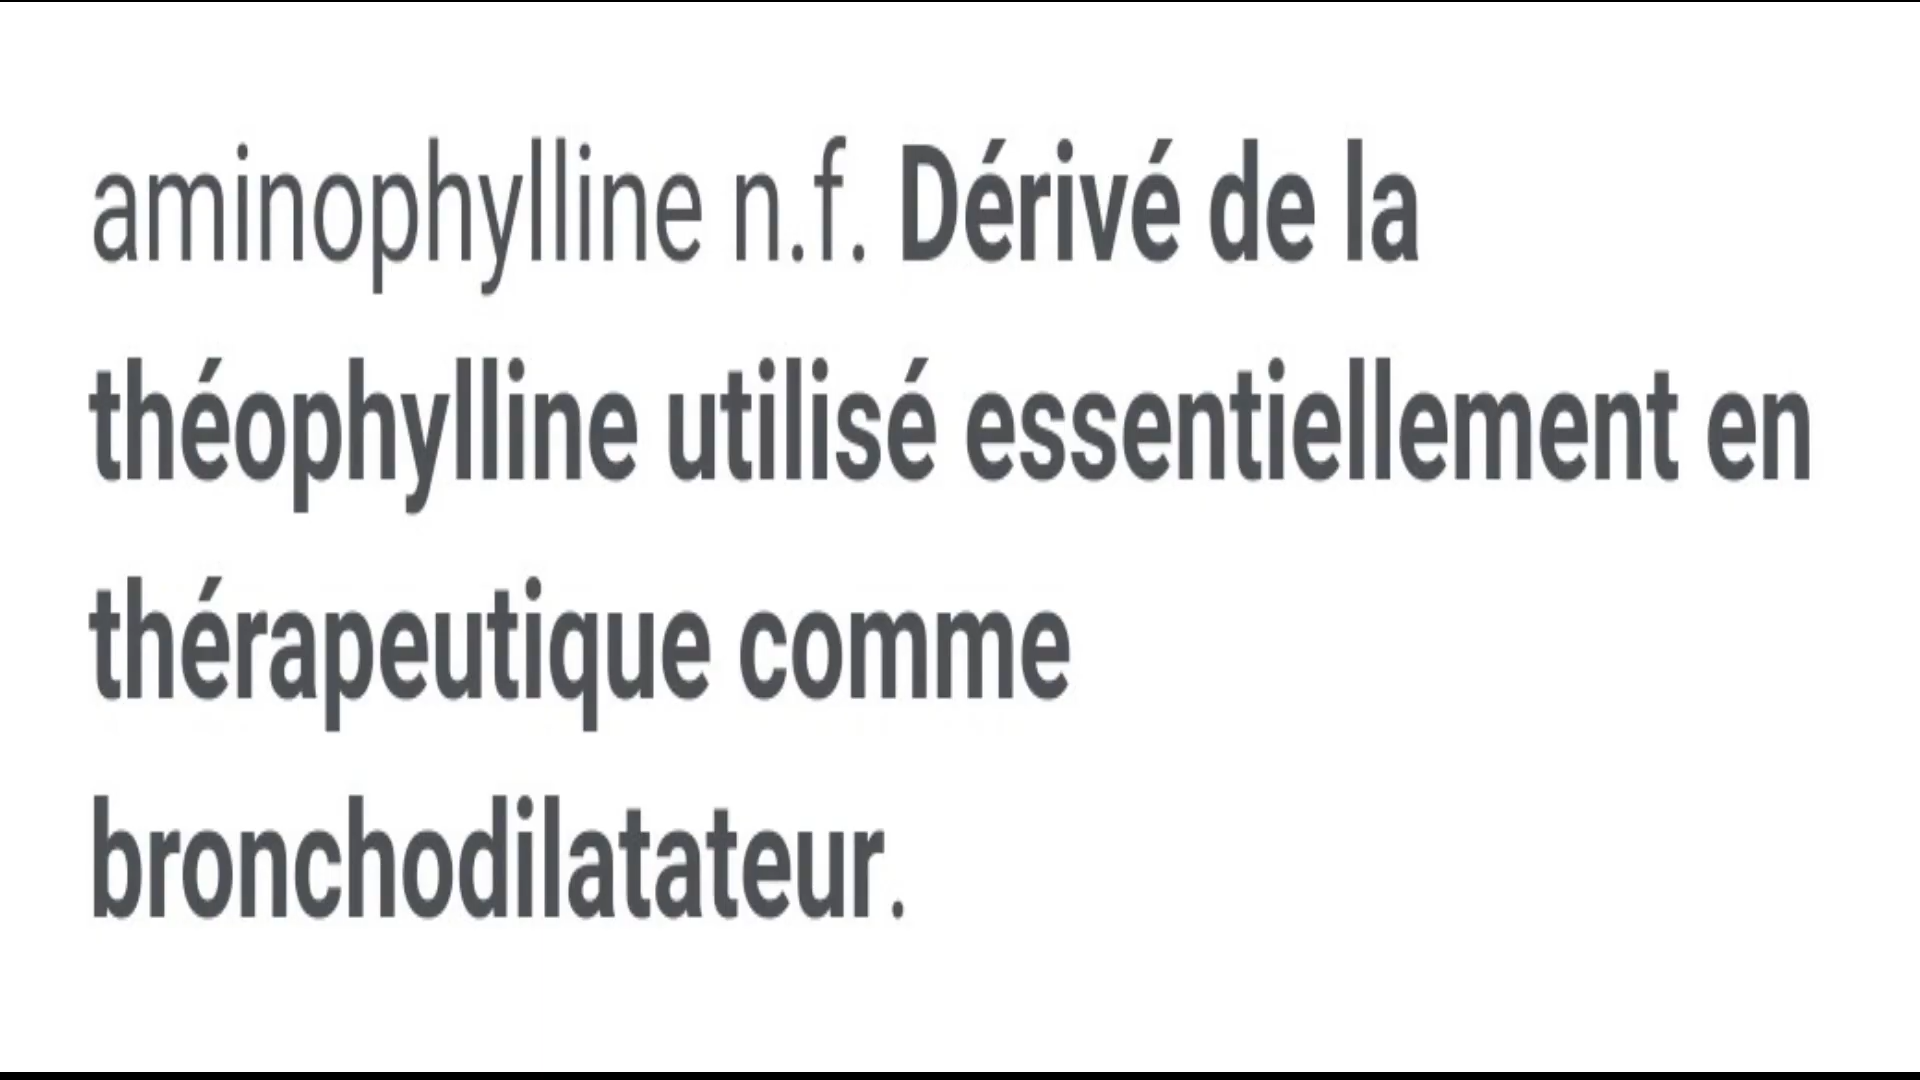 aminophylline n.f. Dérivé de la
théophylline utilisé essentiellement en
thérapeutique comme
bronchodilatateur.